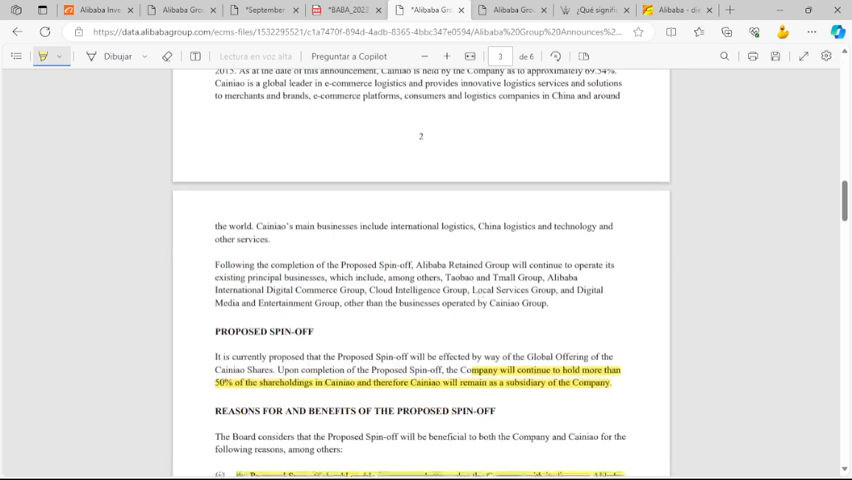 Alibaba Inve
Alibaba Gro
*September
*BABA_2023
*Alibaba Gro
Alibaba Gro
¿Qué signifi
Alibaba - die
https://data.alibabagroup.com/ecms-files/1532295521/c1a7470f-894d-4adb-8365-4bbc347e0594/Alibaba%20Group%20Announces%2...
Dibujar
Lectura en voz alta
Preguntar a Copilot
3
de 6
2015. As at the date of this announcement, Cainiao is held by the Company as to approximately 69.54%.
Cainiao is a global leader in e-commerce logistics and provides innovative logistics services and solutions
to merchants and brands, e-commerce platforms, consumers and logistics companies in China and around
2
the world. Cainiao's main businesses include international logistics, China logistics and technology and
other services.
Following the completion of the Proposed Spin-off, Alibaba Retained Group will continue to operate its
existing principal businesses, which include, among others, Taobao and Tmall Group, Alibaba
International Digital Commerce Group, Cloud Intelligence Group, Local Services Group, and Digital
Media and Entertainment Group, other than the businesses operated by Cainiao Group.
PROPOSED SPIN-OFF
It is currently proposed that the Proposed Spin-off will be effected by way of the Global Offering of the
Cainiao Shares. Upon completion of the Proposed Spin-off, the Company will continue to hold more than
50% of the shareholdings in Cainiao and therefore Cainiao will remain as a subsidiary of the Company.
REASONS FOR AND BENEFITS OF THE PROPOSED SPIN-OFF
The Board considers that the Proposed Spin-off will be beneficial to both the Company and Cainiao for the
following reasons, among others: